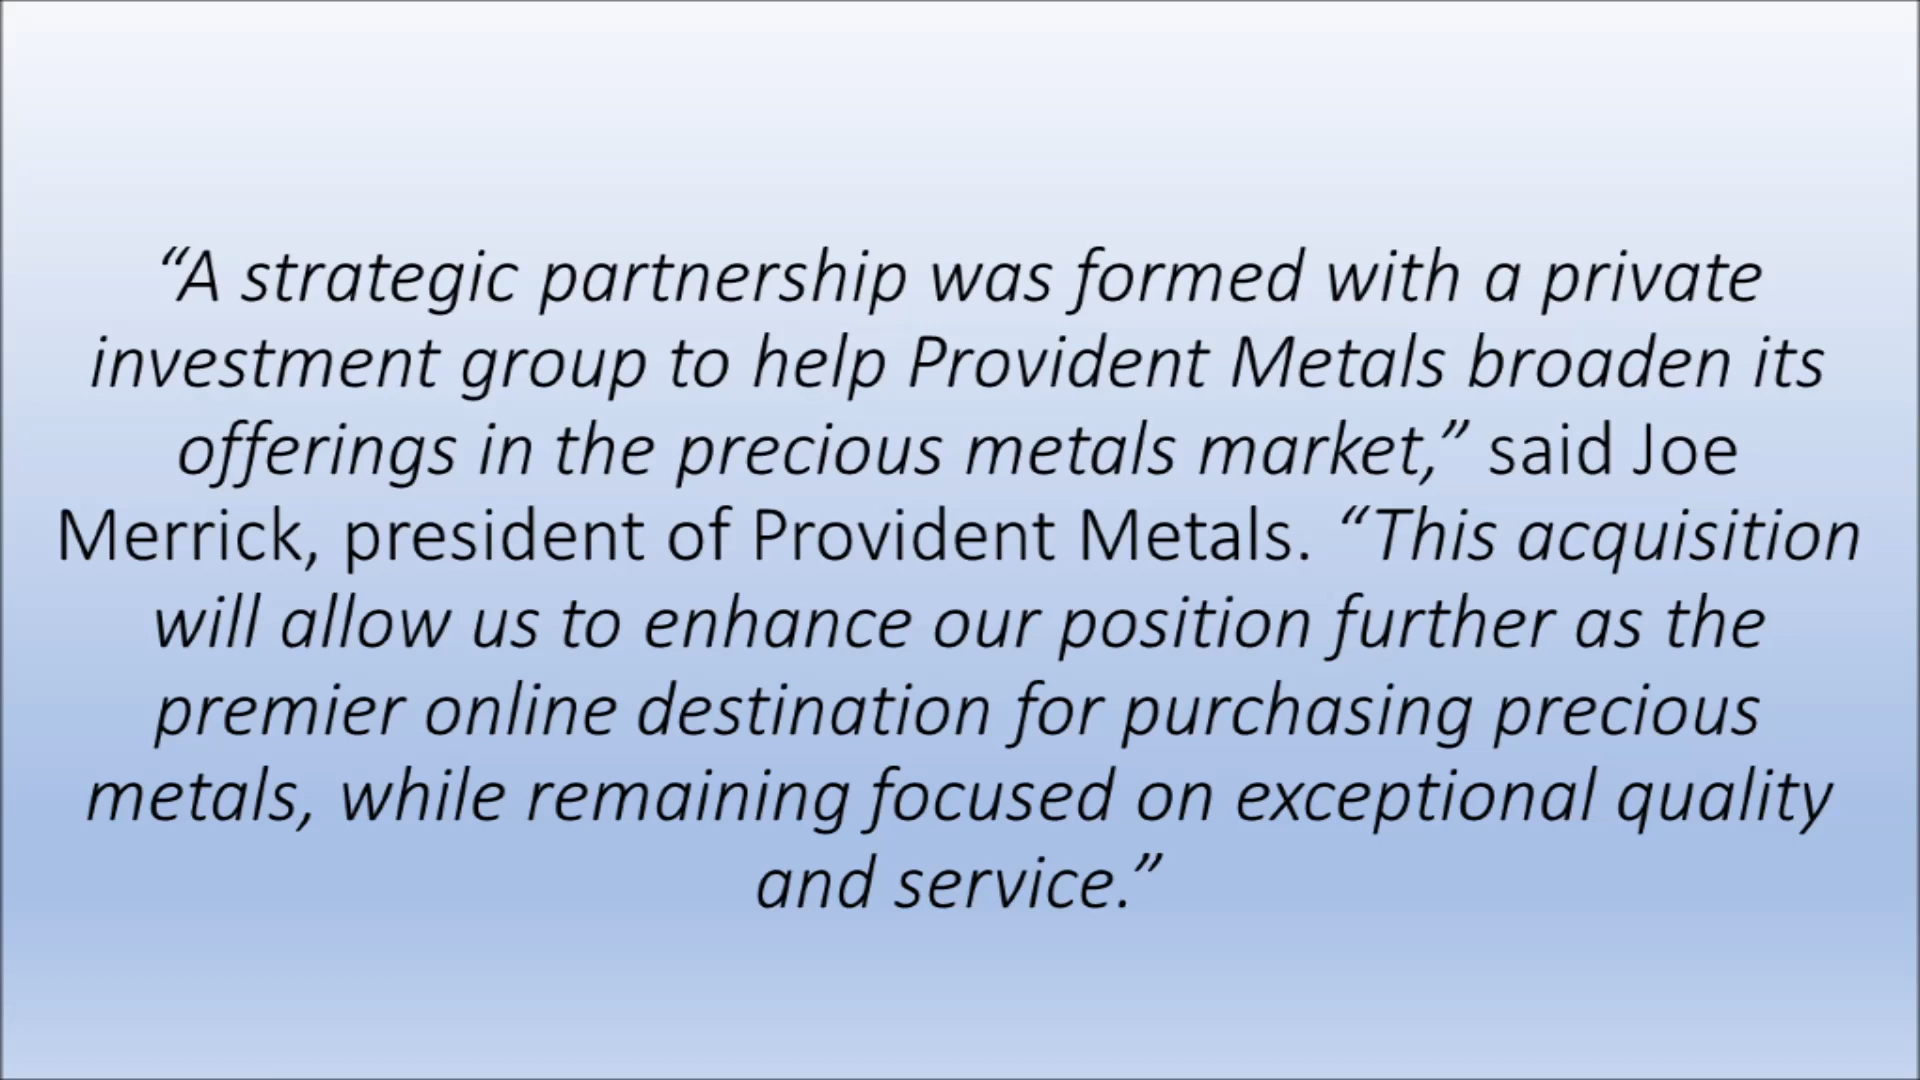 “A strategic partnership was formed with a private
investment group to help Provident Metals broaden its
offerings in the precious metals market,” said Joe
Merrick, president of Provident Metals. “This acquisition
will allow us to enhance our position further as the
premier online destination for purchasing precious
metals, while remaining focused on exceptional quality
and service.”